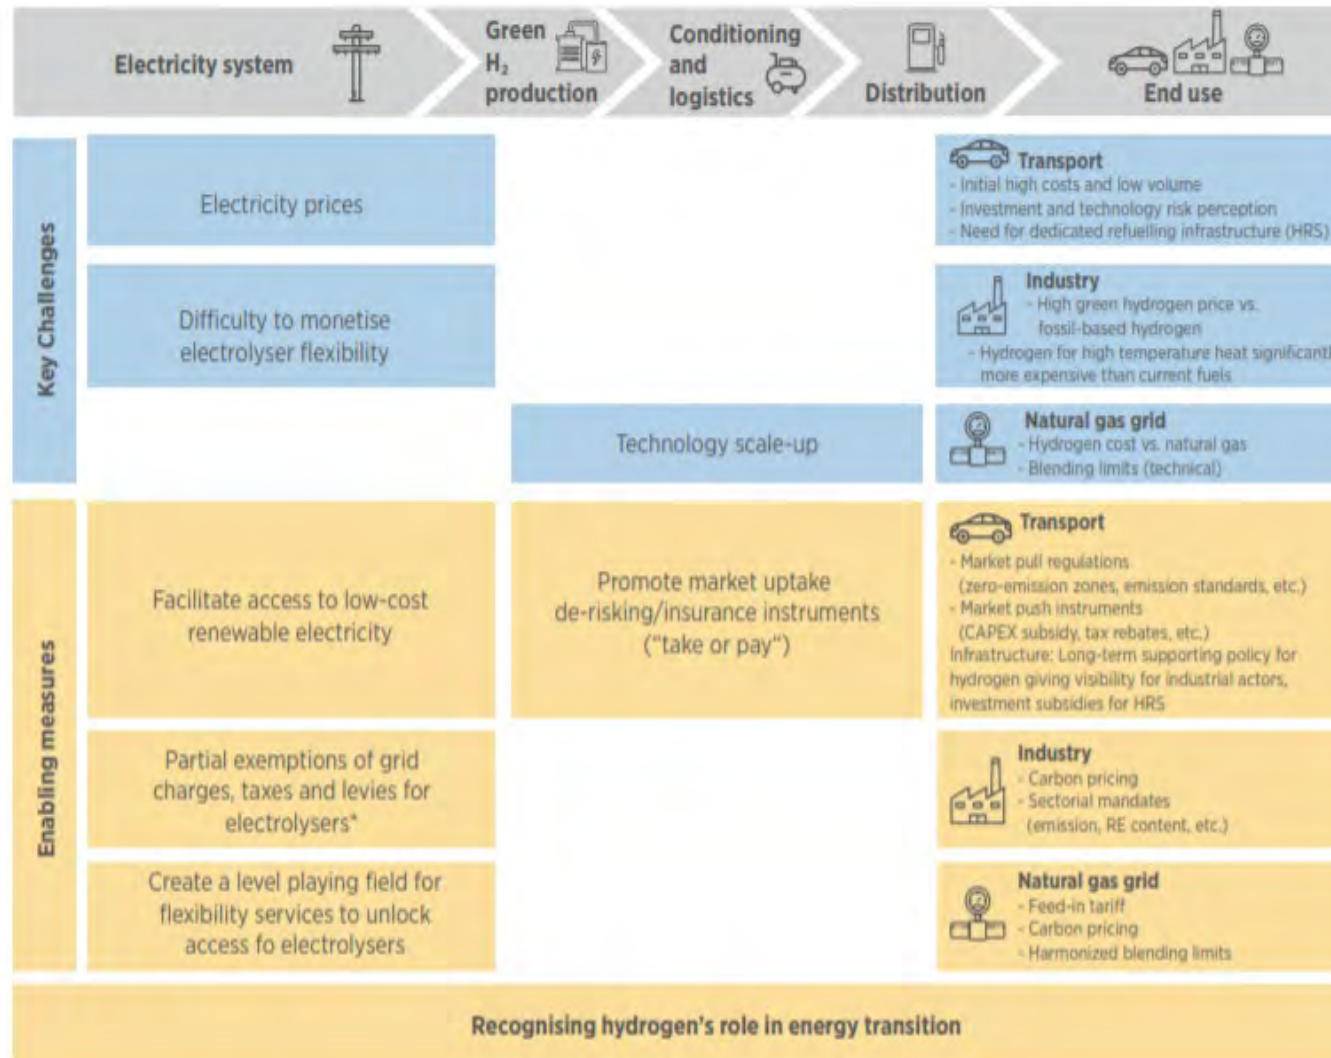 Electricity system
Green
H₂
production
Conditioning
and
logistics
Distribution
End use
Key Challenges
Electricity prices
Difficulty to monetise
electrolyser flexibility
Technology scale-up
Transport
- Initial high costs and low volume
- Investment and technology risk perception
- Need for dedicated refuelling infrastructure (HRS)
Industry
- High green hydrogen price vs.
fossil-based hydrogen
- Hydrogen for high temperature heat significantl
more expensive than current fuels
Natural gas grid
- Hydrogen cost vs. natural gas
- Blending limits (technical)
Enabling measures
Facilitate access to low-cost
renewable electricity
Partial exemptions of grid
charges, taxes and levies for
electrolysers*
Create a level playing field for
flexibility services to unlock
access fo electrolysers
Promote market uptake
de-risking/insurance instruments
("take or pay")
Transport
- Market pull regulations
(zero-emission zones, emission standards, etc.)
- Market push instruments
(CAPEX subsidy, tax rebates, etc.)
Infrastructure: Long-term supporting policy for
hydrogen giving visibility for industrial actors,
investment subsidies for HRS
Industry
- Carbon pricing
- Sectorial mandates
(emission, RE content, etc.)
Natural gas grid
- Feed-in tariff
- Carbon pricing
- Harmonized blending limits
Recognising hydrogen's role in energy transition